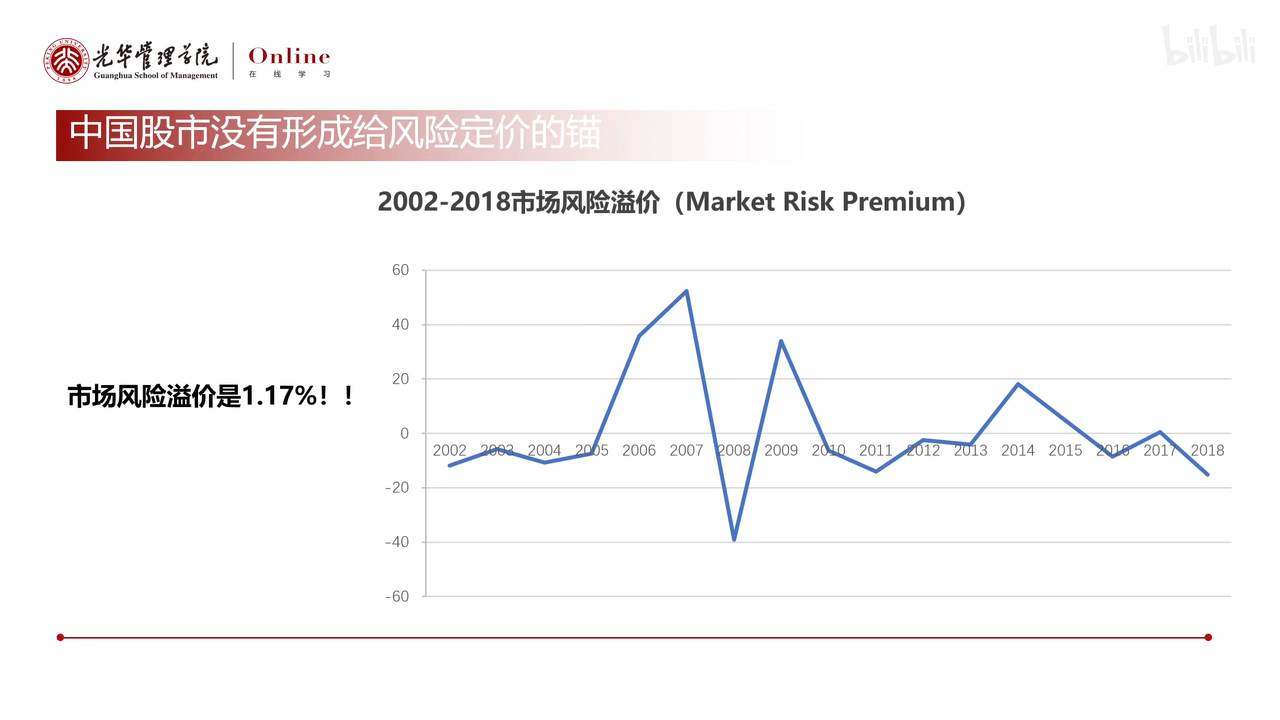 光华管理学院
Guanghua School of Management
Online
在线学习
bilibili
PEKING UNIVERSITY
1898
中国股市没有形成给风险定价的锚
2002-2018市场风险溢价（Market Risk Premium）
市场风险溢价是1.17%！！
60
40
20
0
-20
-40
-60
2002 2003 2004 2005 2006 2007 2008 2009 2010 2011 2012 2013 2014 2015 2016 2017 2018